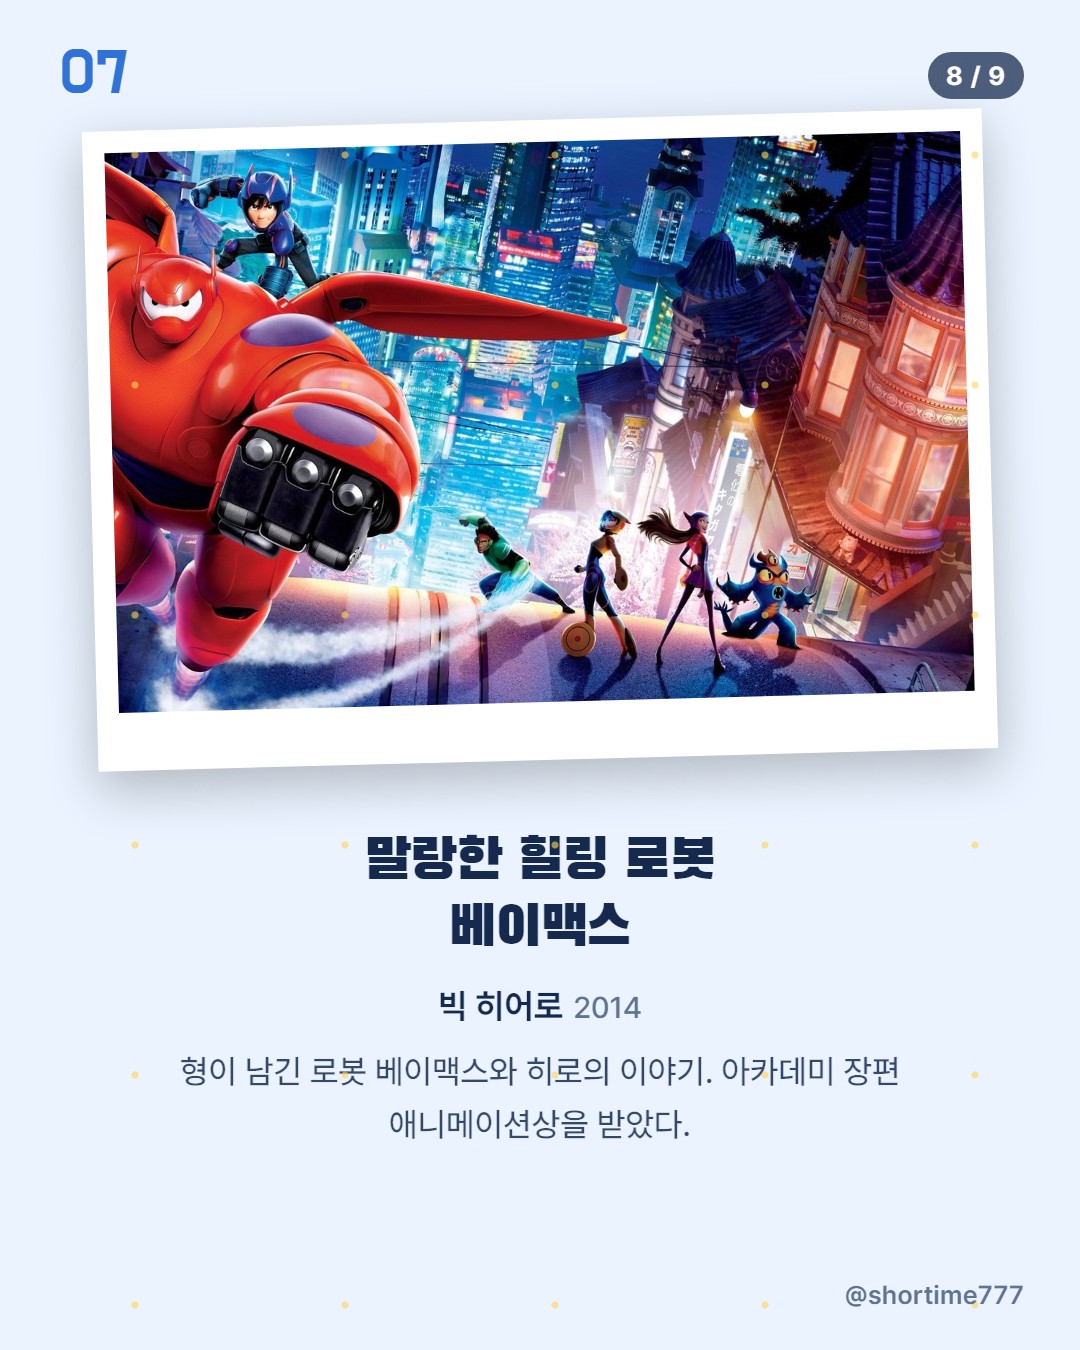 07
8 / 9
말랑한 힐링 로봇
베이맥스
빅 히어로 2014
형이 남긴 로봇 베이맥스와 히로의 이야기. 아카데미 장편
애니메이션상을 받았다.
@shortime777